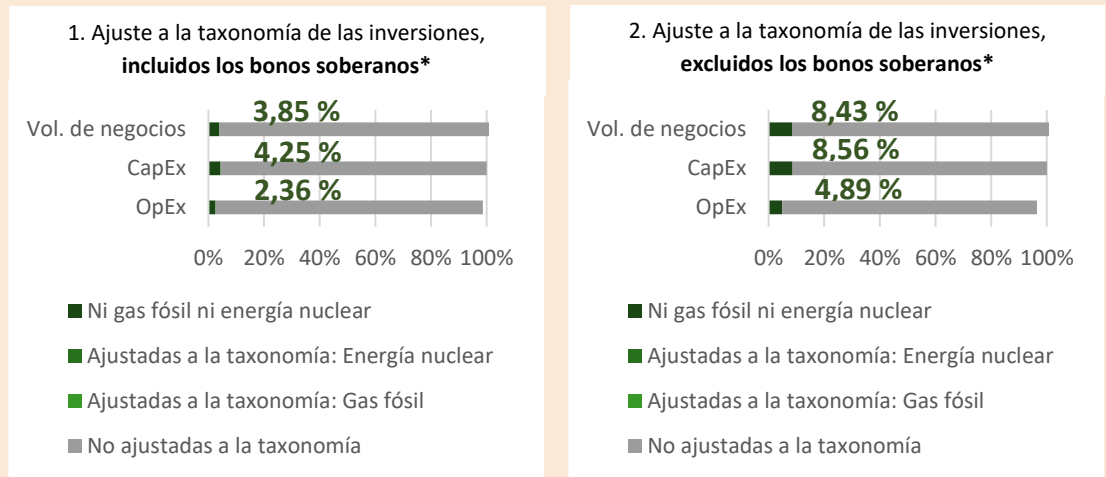 1. Ajuste a la taxonomía de las inversiones,
incluidos los bonos soberanos*
Vol. de negocios
3,85 %
CapEx
4,25 %
OpEx
2,36 %
0% 20% 40% 60% 80% 100%
Ni gas fósil ni energía nuclear
Ajustadas a la taxonomía: Energía nuclear
Ajustadas a la taxonomía: Gas fósil
No ajustadas a la taxonomía
2. Ajuste a la taxonomía de las inversiones,
excluidos los bonos soberanos*
Vol. de negocios
8,43 %
CapEx
8,56 %
OpEx
4,89 %
0% 20% 40% 60% 80% 100%
Ni gas fósil ni energía nuclear
Ajustadas a la taxonomía: Energía nuclear
Ajustadas a la taxonomía: Gas fósil
No ajustadas a la taxonomía